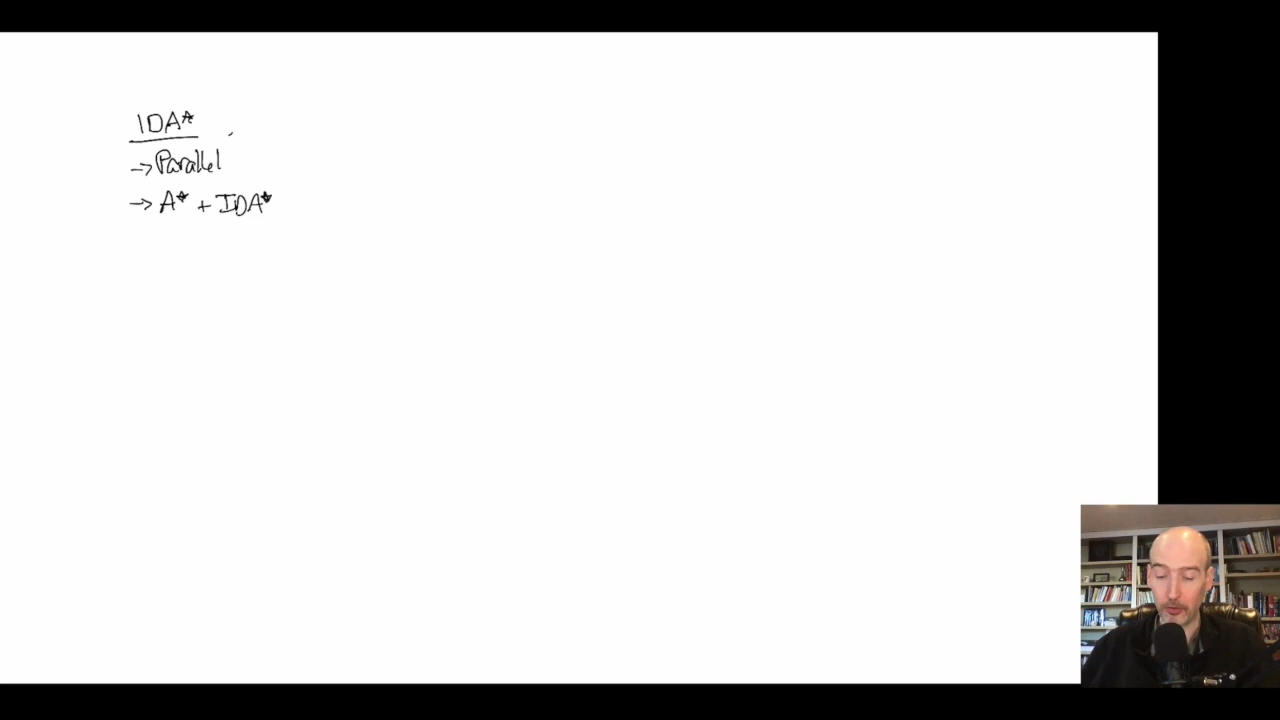 IDA*
→ Parallel
→ A* + IDA*